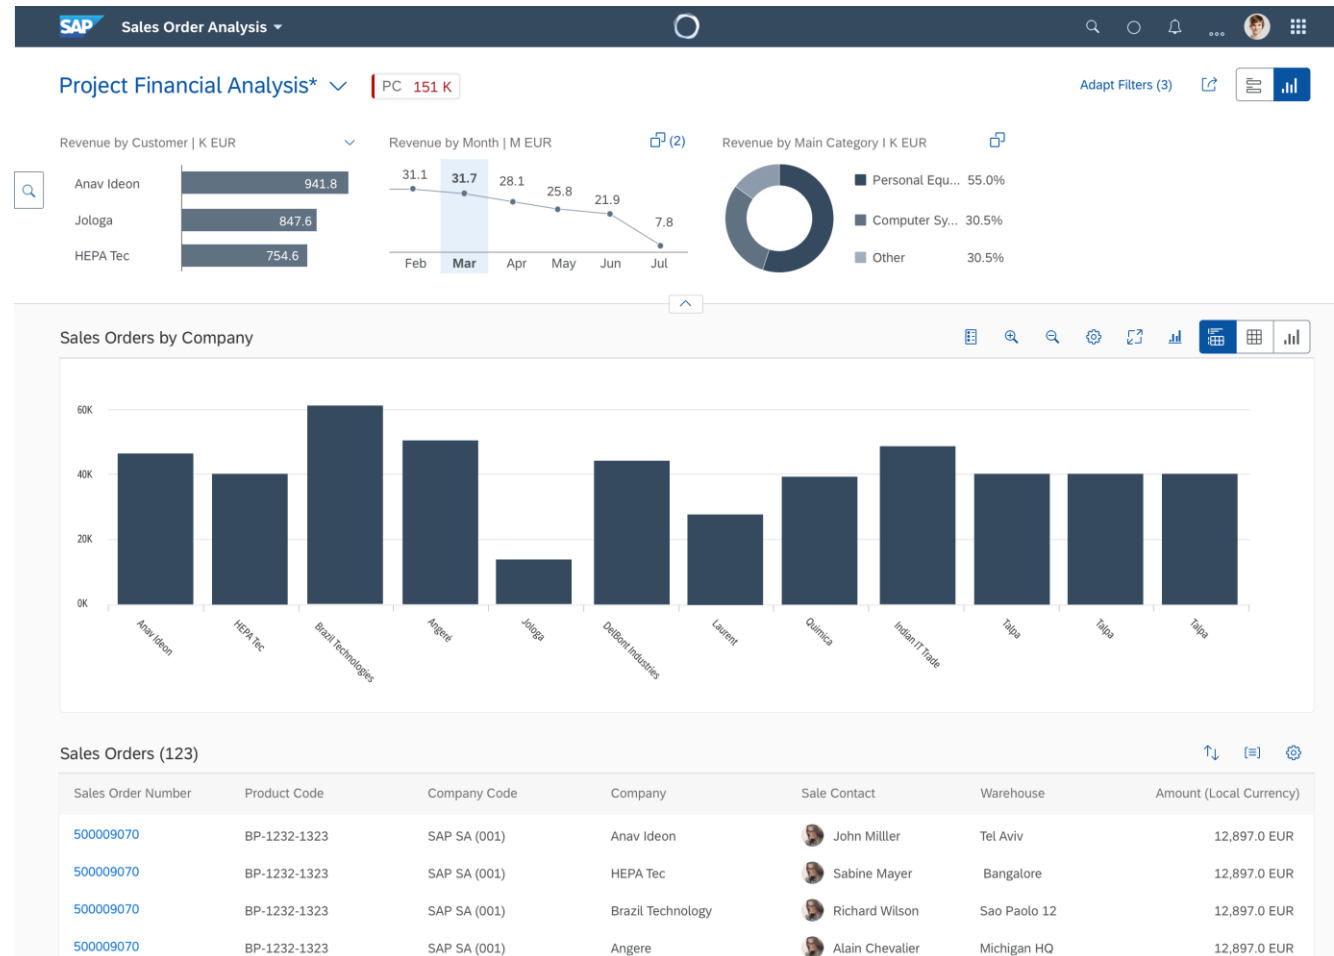 SAP Sales Order Analysis
Project Financial Analysis* PC 151 K Adapt Filters (3)
Revenue by Customer | K EUR
Anav Ideon 941.8
Jologa 847.6
HEPA Tec 754.6
Revenue by Month | M EUR (2)
31.1 31.7 28.1 25.8 21.9 7.8
Feb Mar Apr May Jun Jul
Revenue by Main Category I K EUR
Personal Equ... 55.0%
Computer Sy... 30.5%
Other 30.5%
Sales Orders by Company
60K
40K
20K
0K
Anav Ideon HEPA Tec Brazil Technologies Angeré Jologa DelBont Industries Laurent Quimica Indian IT Trade Talpa Talpa Talpa
Sales Orders (123)
Sales Order Number Product Code Company Code Company Sale Contact Warehouse Amount (Local Currency)
500009070 BP-1232-1323 SAP SA (001) Anav Ideon John Milller Tel Aviv 12,897.0 EUR
500009070 BP-1232-1323 SAP SA (001) HEPA Tec Sabine Mayer Bangalore 12,897.0 EUR
500009070 BP-1232-1323 SAP SA (001) Brazil Technology Richard Wilson Sao Paolo 12 12,897.0 EUR
500009070 BP-1232-1323 SAP SA (001) Angere Alain Chevalier Michigan HQ 12,897.0 EUR